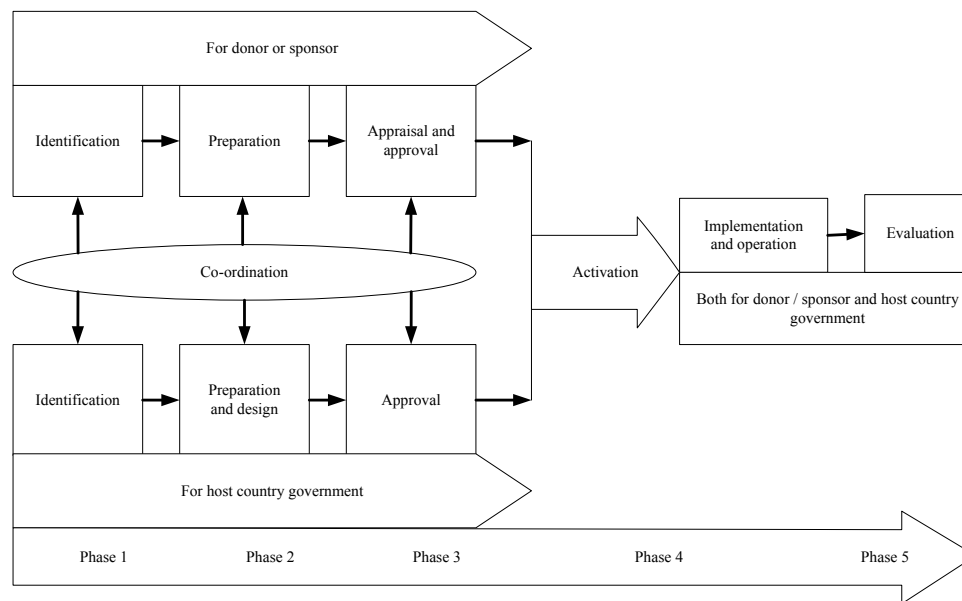 For donor or sponsor
Identification
Preparation
Appraisal and
approval
Co-ordination
Identification
Preparation
and design
Approval
For host country government
Activation
Implementation
and operation
Evaluation
Both for donor / sponsor and host country
government
Phase 1
Phase 2
Phase 3
Phase 4
Phase 5